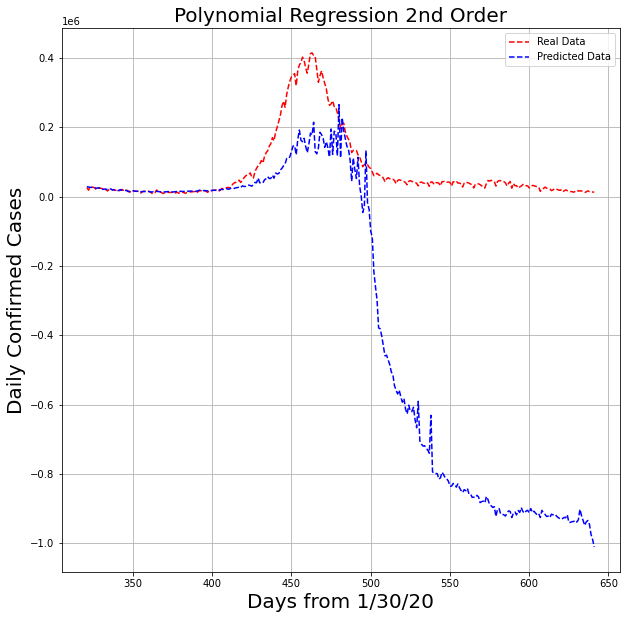 Polynomial Regression 2nd Order
1e6
Real Data
Predicted Data
0.4
0.2
0.0
−0.2
−0.4
−0.6
−0.8
−1.0
Daily Confirmed Cases
350 400 450 500 550 600 650
Days from 1/30/20